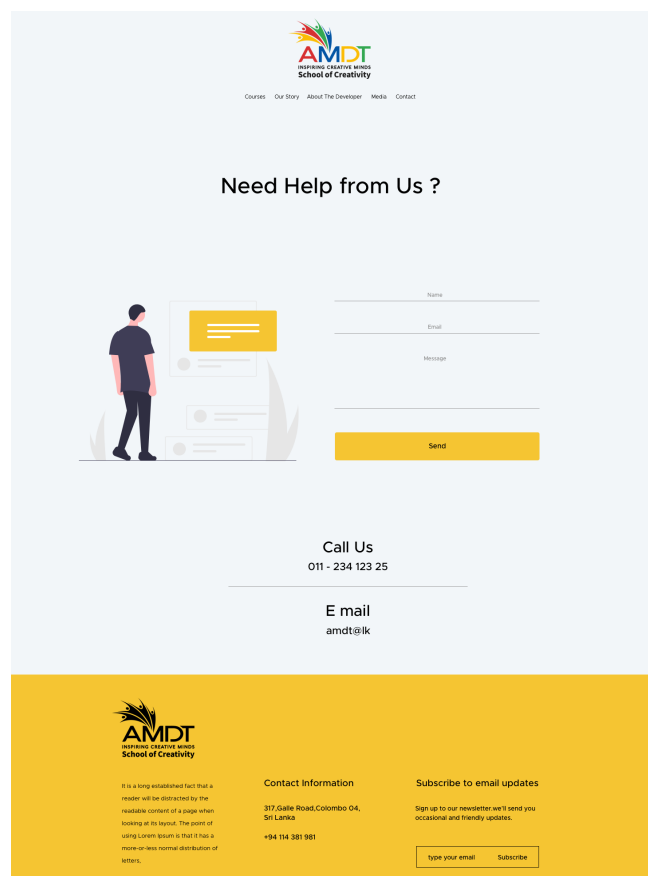 AMDT
INSPIRING CREATIVE MINDS
School of Creativity
Courses Our Story About The Developer Media Contact
Need Help from Us ?
Name
Email
Message
Send
Call Us
011 - 234 123 25
E mail
amdt@lk
AMDT
INSPIRING CREATIVE MINDS
School of Creativity
It is a long established fact that a
reader will be distracted by the
readable content of a page when
looking at its layout. The point of
using Lorem Ipsum is that it has a
more-or-less normal distribution of
letters,
Contact Information
317,Galle Road,Colombo 04,
Sri Lanka
+94 114 381 981
Subscribe to email updates
Sign up to our newsletter.we'll send you
occasional and friendly updates.
type your email Subscribe